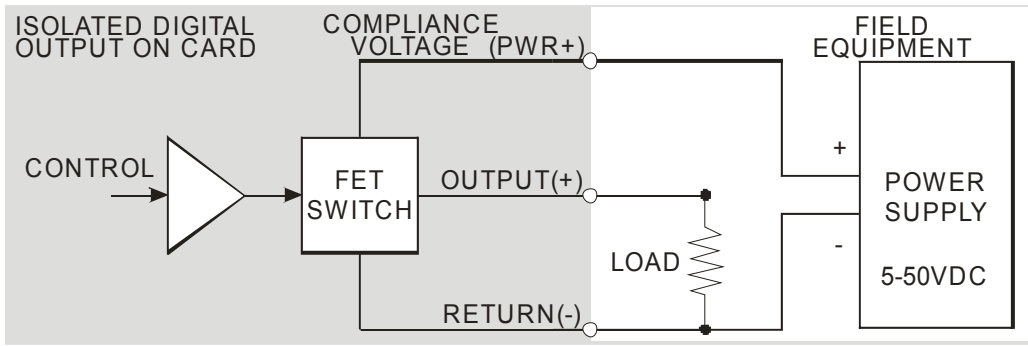 ISOLATED DIGITAL
OUTPUT ON CARD
COMPLIANCE
VOLTAGE (PWR+)
FIELD
EQUIPMENT
CONTROL
FET
SWITCH
OUTPUT(+)
+
POWER
SUPPLY
-
5-50VDC
LOAD
RETURN(-)